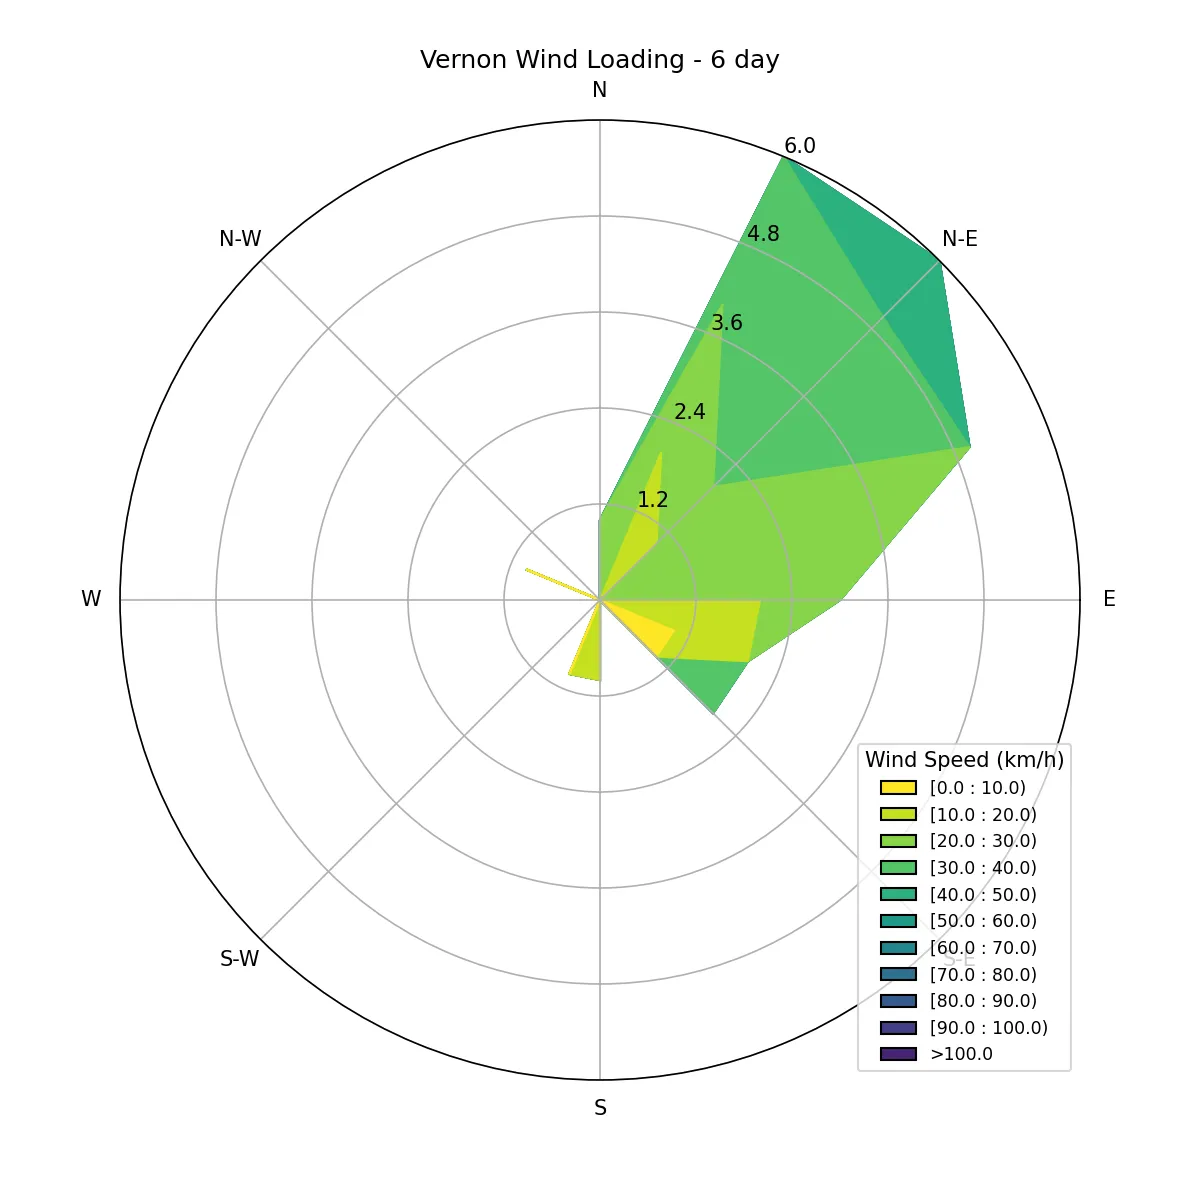 Vernon Wind Loading - 6 day
N
6.0
4.8
N-W
N-E
3.6
2.4
1.2
W
E
Wind Speed (km/h)
[0.0 : 10.0)
[10.0 : 20.0)
[20.0 : 30.0)
[30.0 : 40.0)
[40.0 : 50.0)
[50.0 : 60.0)
S-W
S-E
[60.0 : 70.0)
[70.0 : 80.0)
[80.0 : 90.0)
[90.0 : 100.0)
>100.0
S